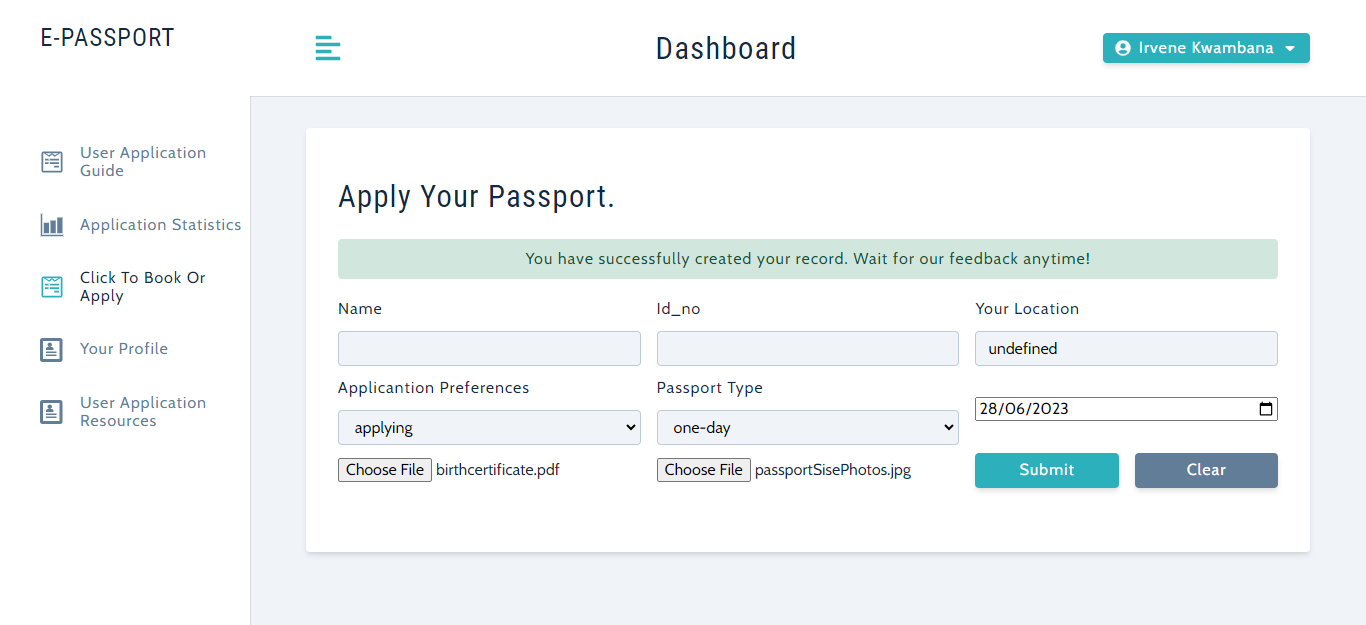 E-PASSPORT
Dashboard
Irvene Kwambana
User Application
Guide
Application Statistics
Click To Book Or
Apply
Your Profile
User Application
Resources
Apply Your Passport.
You have successfully created your record. Wait for our feedback anytime!
Name
Id_no
Your Location
undefined
Applicantion Preferences
Passport Type
applying
one-day
28/06/2023
Choose File birthcertificate.pdf
Choose File passportSisePhotos.jpg
Submit
Clear